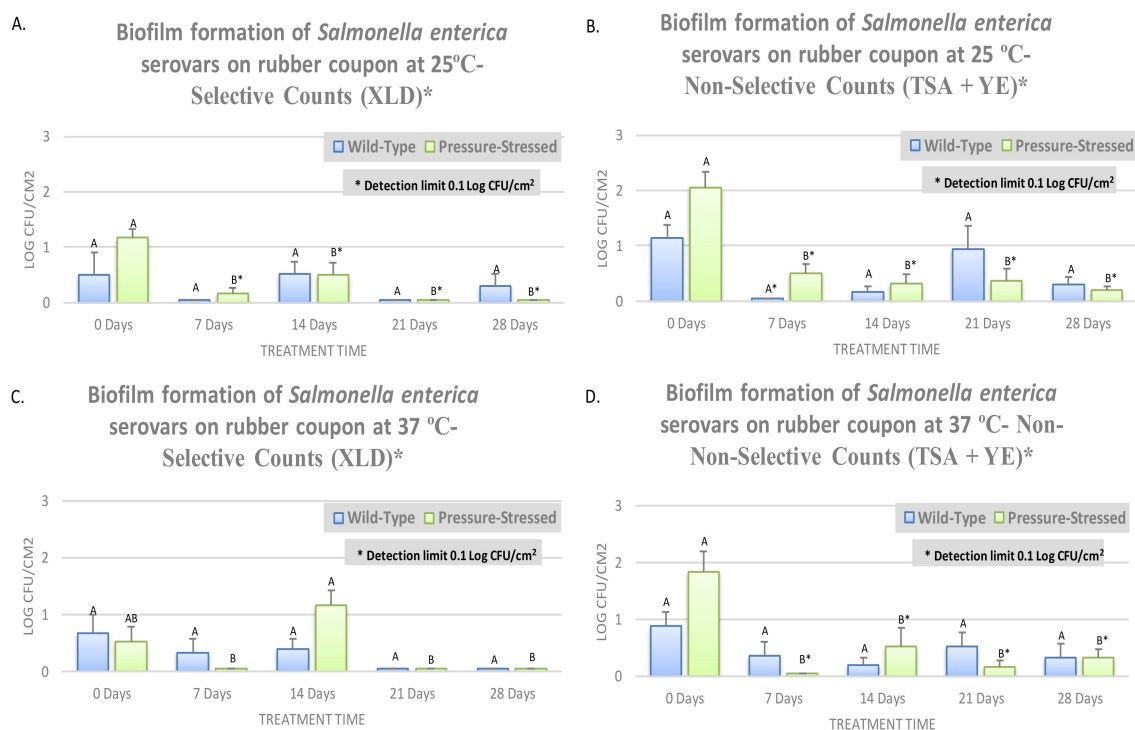 A.
Biofilm formation of Salmonella enterica
serovars on rubber coupon at 25ºC-
Selective Counts (XLD)*
3
2
1
0
LOG CFU/CM2
Wild-Type
Pressure-Stressed
* Detection limit 0.1 Log CFU/cm²
A
A
A
B*
A
B*
A
B*
A
B*
0 Days
7 Days
14 Days
21 Days
28 Days
TREATMENT TIME
B.
Biofilm formation of Salmonella enterica
serovars on rubber coupon at 25 ºC-
Non-Selective Counts (TSA + YE)*
3
2
1
0
LOG CFU/CM2
Wild-Type
Pressure-Stressed
* Detection limit 0.1 Log CFU/cm²
A
A
A*
B*
A
B*
A
B*
A
B*
0 Days
7 Days
14 Days
21 Days
28 Days
TREATMENT TIME
C.
Biofilm formation of Salmonella enterica
serovars on rubber coupon at 37 ºC-
Selective Counts (XLD)*
3
2
1
0
LOG CFU/CM2
Wild-Type
Pressure-Stressed
* Detection limit 0.1 Log CFU/cm²
A
AB
A
B
A
A
A
B
A
B
0 Days
7 Days
14 Days
21 Days
28 Days
TREATMENT TIME
D.
Biofilm formation of Salmonella enterica
serovars on rubber coupon at 37 ºC- Non-
Non-Selective Counts (TSA + YE)*
3
2
1
0
LOG CFU/CM2
Wild-Type
Pressure-Stressed
* Detection limit 0.1 Log CFU/cm²
A
A
A
B*
A
B*
A
B*
A
B*
0 Days
7 Days
14 Days
21 Days
28 Days
TREATMENT TIME